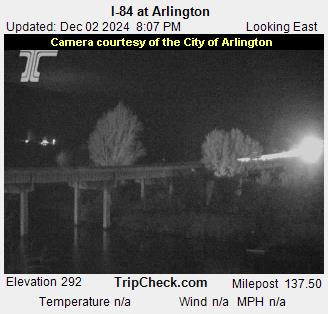 I-84 at Arlington
Updated: Dec 02 2024 8:07 PM Looking East
Camera courtesy of the City of Arlington
Elevation 292 TripCheck.com Milepost 137.50
Temperature n/a Wind n/a MPH n/a